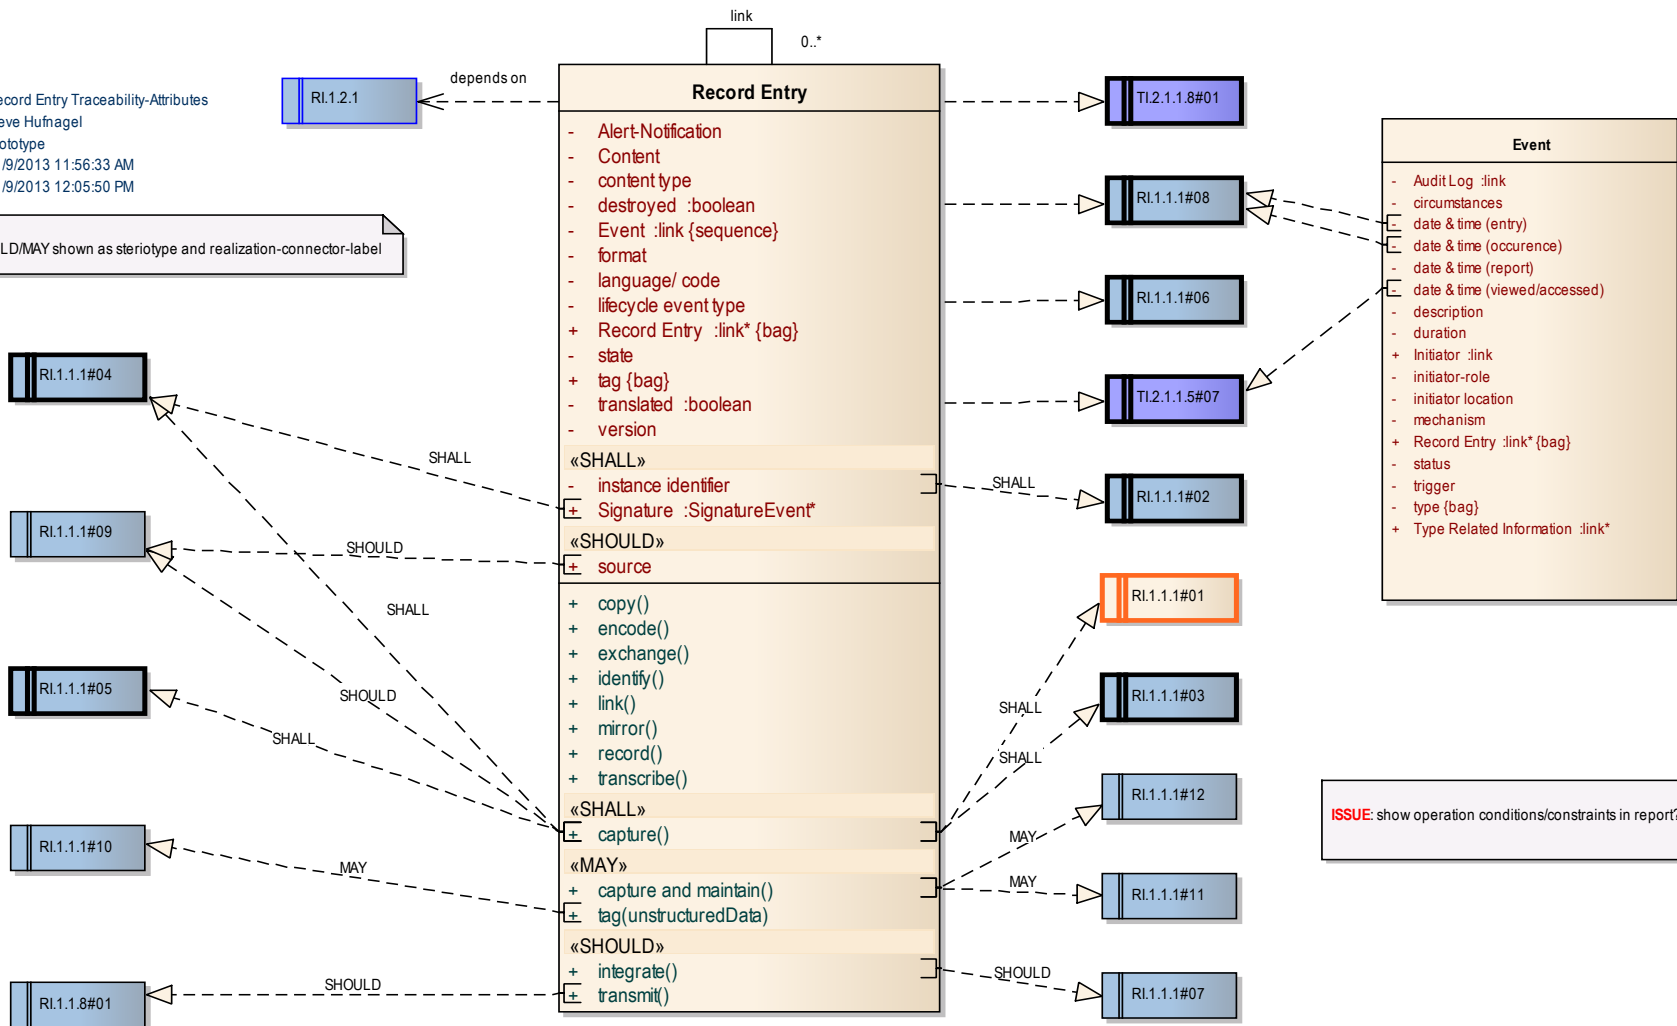 link
0..*
depends on
RI.1.2.1
ecord Entry Traceability-Attributes
eve Hufnagel
ototype
/9/2013 11:56:33 AM
/9/2013 12:05:50 PM
LD/MAY shown as steriotype and realization-connector-label
Record Entry
- Alert-Notification
- Content
- content type
- destroyed :boolean
- Event :link {sequence}
- format
- language/ code
- lifecycle event type
+ Record Entry :link* {bag}
- state
+ tag {bag}
- translated :boolean
- version
«SHALL»
- instance identifier
+ Signature :SignatureEvent*
«SHOULD»
+ source
+ copy()
+ encode()
+ exchange()
+ identify()
+ link()
+ mirror()
+ record()
+ transcribe()
«SHALL»
+ capture()
«MAY»
+ capture and maintain()
+ tag(unstructuredData)
«SHOULD»
+ integrate()
+ transmit()
RI.1.1.1#04
RI.1.1.1#09
RI.1.1.1#05
RI.1.1.1#10
RI.1.1.8#01
SHALL
SHOULD
SHALL
SHOULD
SHALL
MAY
SHOULD
TI.2.1.1.8#01
RI.1.1.1#08
RI.1.1.1#06
TI.2.1.1.5#07
SHALL
RI.1.1.1#02
RI.1.1.1#01
SHALL
RI.1.1.1#03
SHALL
RI.1.1.1#12
MAY
MAY
RI.1.1.1#11
SHOULD
RI.1.1.1#07
Event
- Audit Log :link
- circumstances
- date & time (entry)
- date & time (occurence)
- date & time (report)
- date & time (viewed/accessed)
- description
- duration
+ Initiator :link
- initiator-role
- initiator location
- mechanism
+ Record Entry :link* {bag}
- status
- trigger
- type {bag}
+ Type Related Information :link*
ISSUE: show operation conditions/constraints in report?